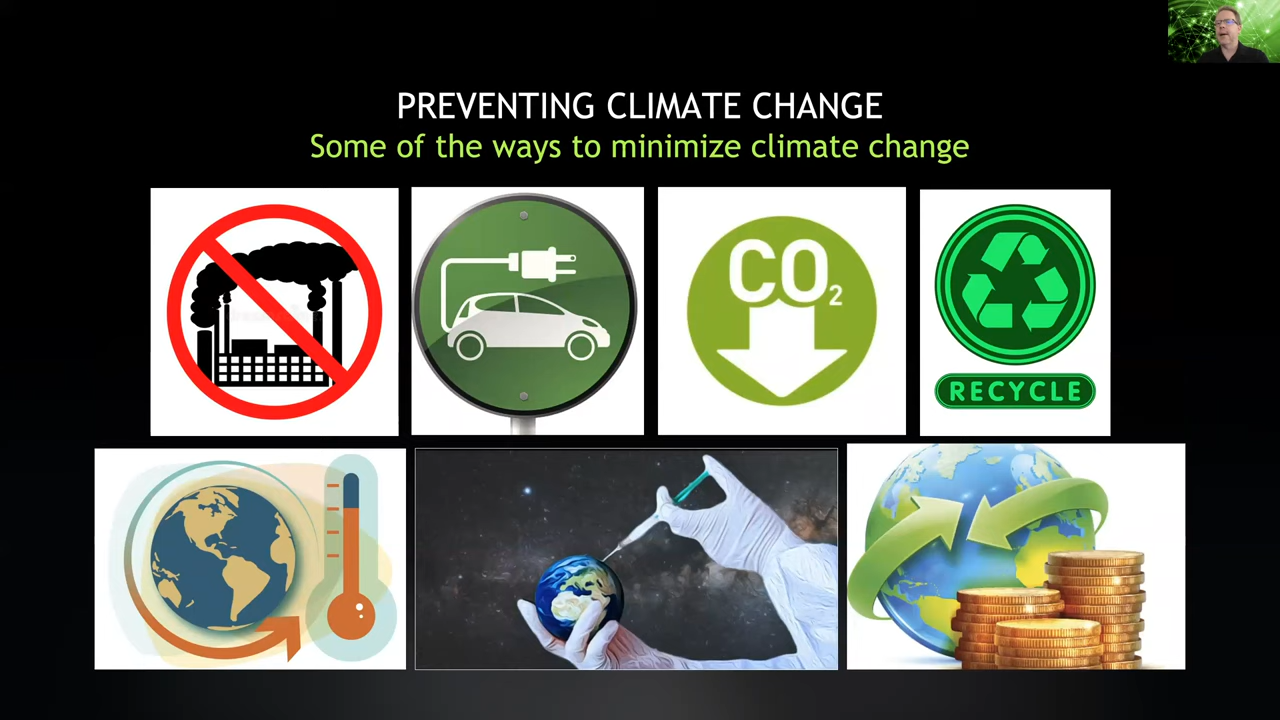 PREVENTING CLIMATE CHANGE
Some of the ways to minimize climate change
CO₂
RECYCLE